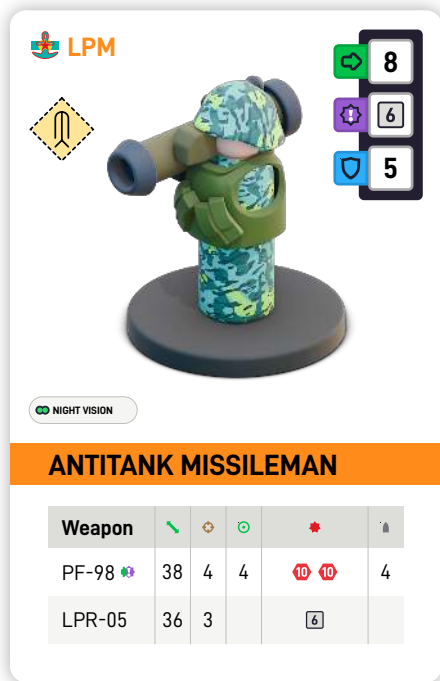 LPM
8
6
5
NIGHT VISION
ANTITANK MISSILEMAN
Weapon
PF-98 38 4 4 10 10 4
LPR-05 36 3 6